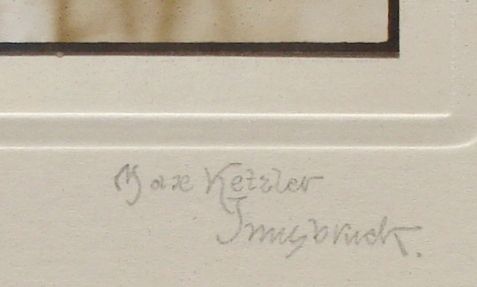 Max Ketzler
Innsbruck.